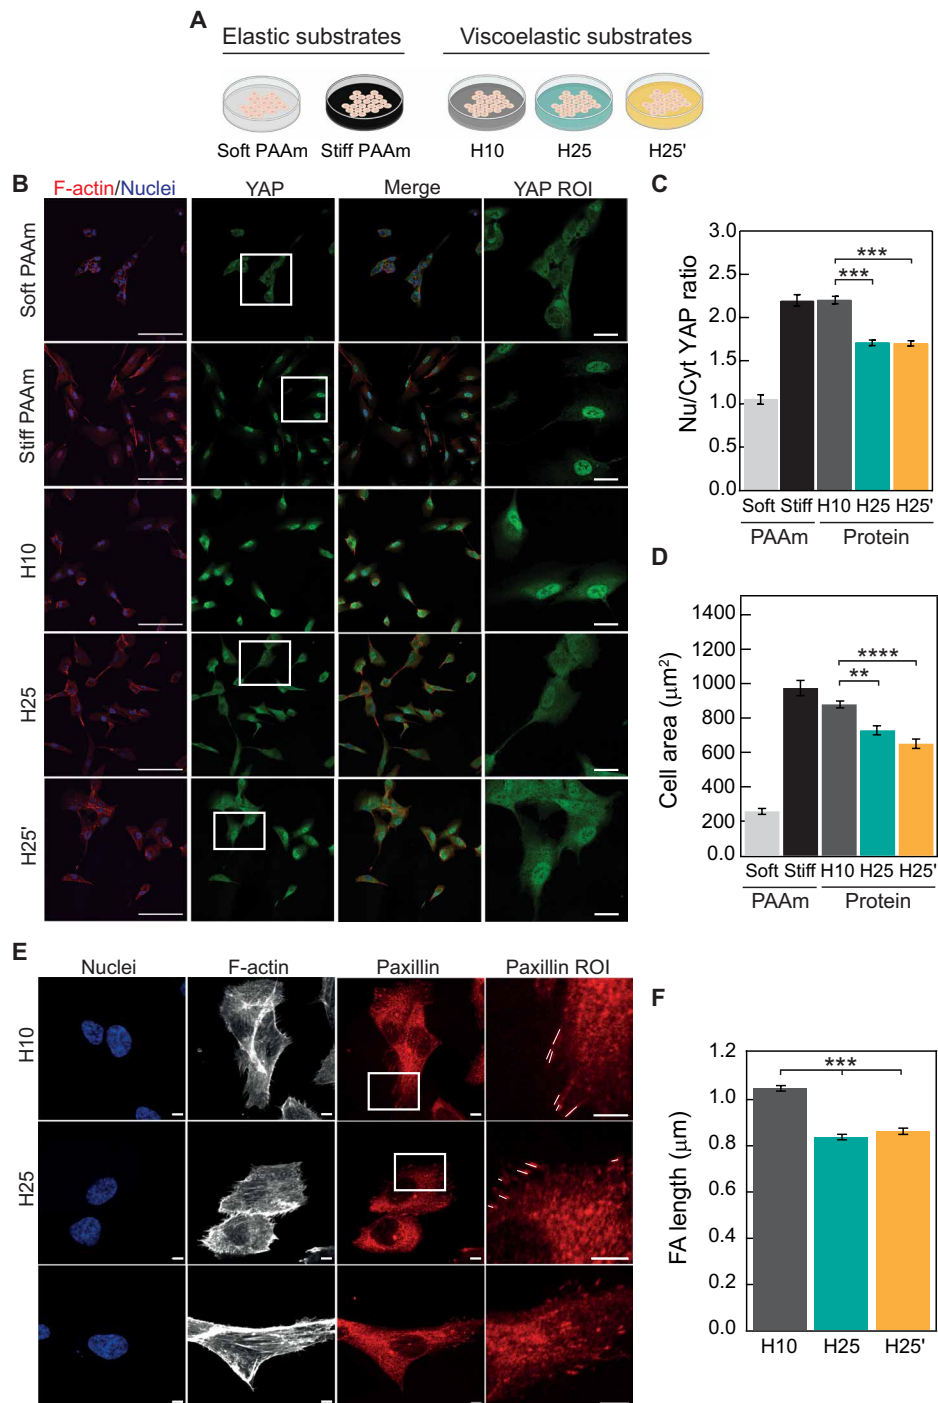 A
Elastic substrates
Viscoelastic substrates
Soft PAAm
Stiff PAAm
H10
H25
H25'
B
F-actin/Nuclei
YAP
Merge
YAP ROI
Soft PAAm
Stiff PAAm
H10
H25
H25'
C
Nu/Cyt YAP ratio
3.0
2.5
2.0
1.5
1.0
0.0
***
***
Soft Stiff H10 H25 H25'
PAAm
Protein
D
Cell area (μm²)
1400
1000
800
600
400
200
0.0
****
**
Soft Stiff H10 H25 H25'
PAAm
Protein
E
Nuclei
F-actin
Paxillin
Paxillin ROI
H10
H25
F
FA length (μm)
1.2
1.0
0.8
0.6
0.4
0.2
0.0
***
H10
H25
H25'